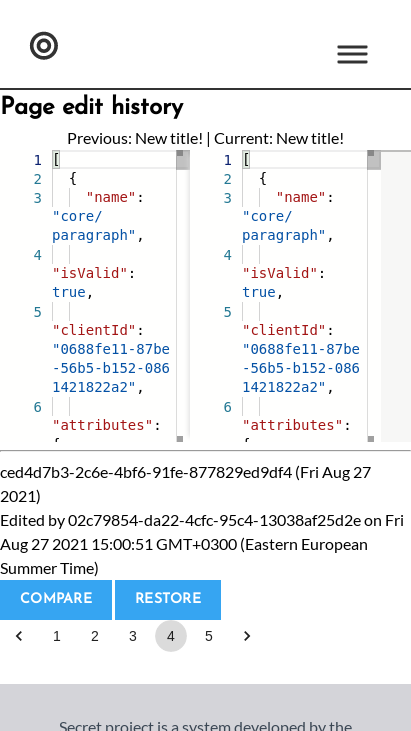 Page edit history
Previous: New title! | Current: New title!
1 [
2 {
3 "name":
"core/
paragraph",
4
"isValid":
true,
5
"clientId":
"0688fe11-87be
-56b5-b152-086
1421822a2",
6
"attributes":
{
1 [
2 {
3 "name":
"core/
paragraph",
4
"isValid":
true,
5
"clientId":
"0688fe11-87be
-56b5-b152-086
1421822a2",
6
"attributes":
{
ced4d7b3-2c6e-4bf6-91fe-877829ed9df4 (Fri Aug 27
2021)
Edited by 02c79854-da22-4cfc-95c4-13038af25d2e on Fri
Aug 27 2021 15:00:51 GMT+0300 (Eastern European
Summer Time)
COMPARE RESTORE
1 2 3 4 5
Secret project is a system developed by the